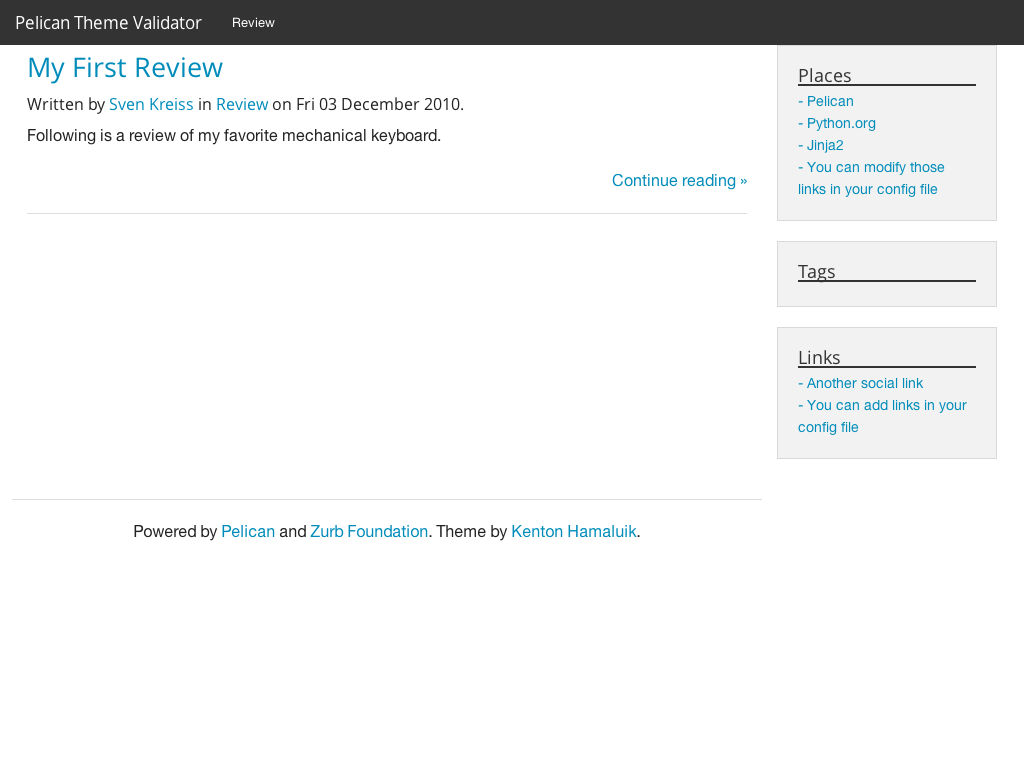 Pelican Theme Validator
Review
My First Review
Written by Sven Kreiss in Review on Fri 03 December 2010.
Following is a review of my favorite mechanical keyboard.
Continue reading »
Places
- Pelican
- Python.org
- Jinja2
- You can modify those
links in your config file
Tags
Links
- Another social link
- You can add links in your
config file
Powered by Pelican and Zurb Foundation. Theme by Kenton Hamaluik.